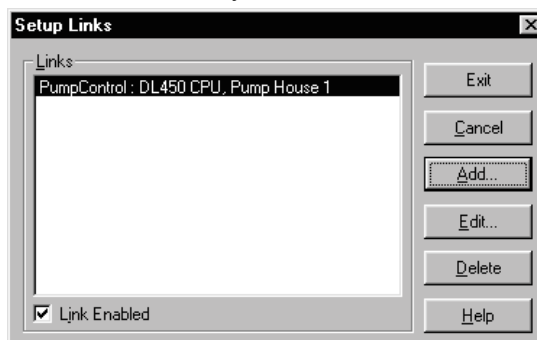 Setup Links
Links
PumpControl : DL450 CPU, Pump House 1
Link Enabled
Exit
Cancel
Add...
Edit...
Delete
Help